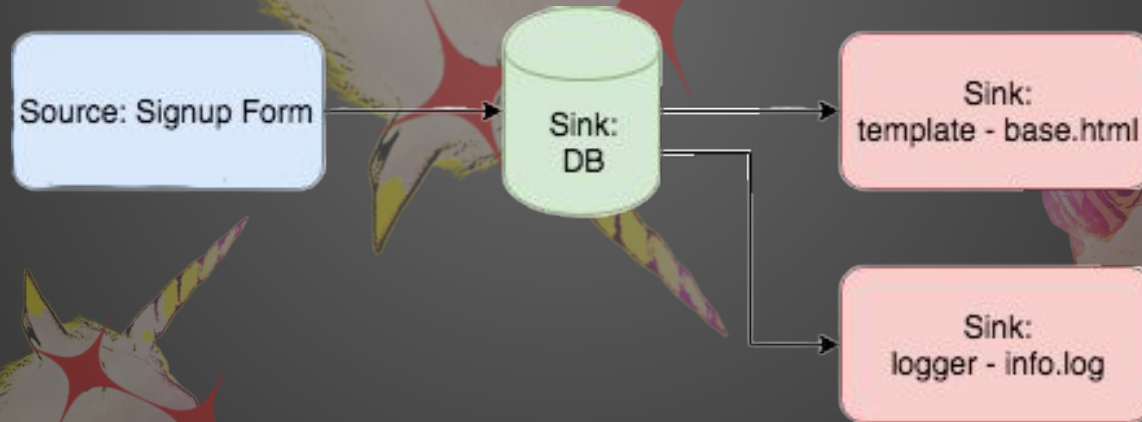 Source: Signup Form
Sink:
DB
Sink:
template - base.html
Sink:
logger - info.log